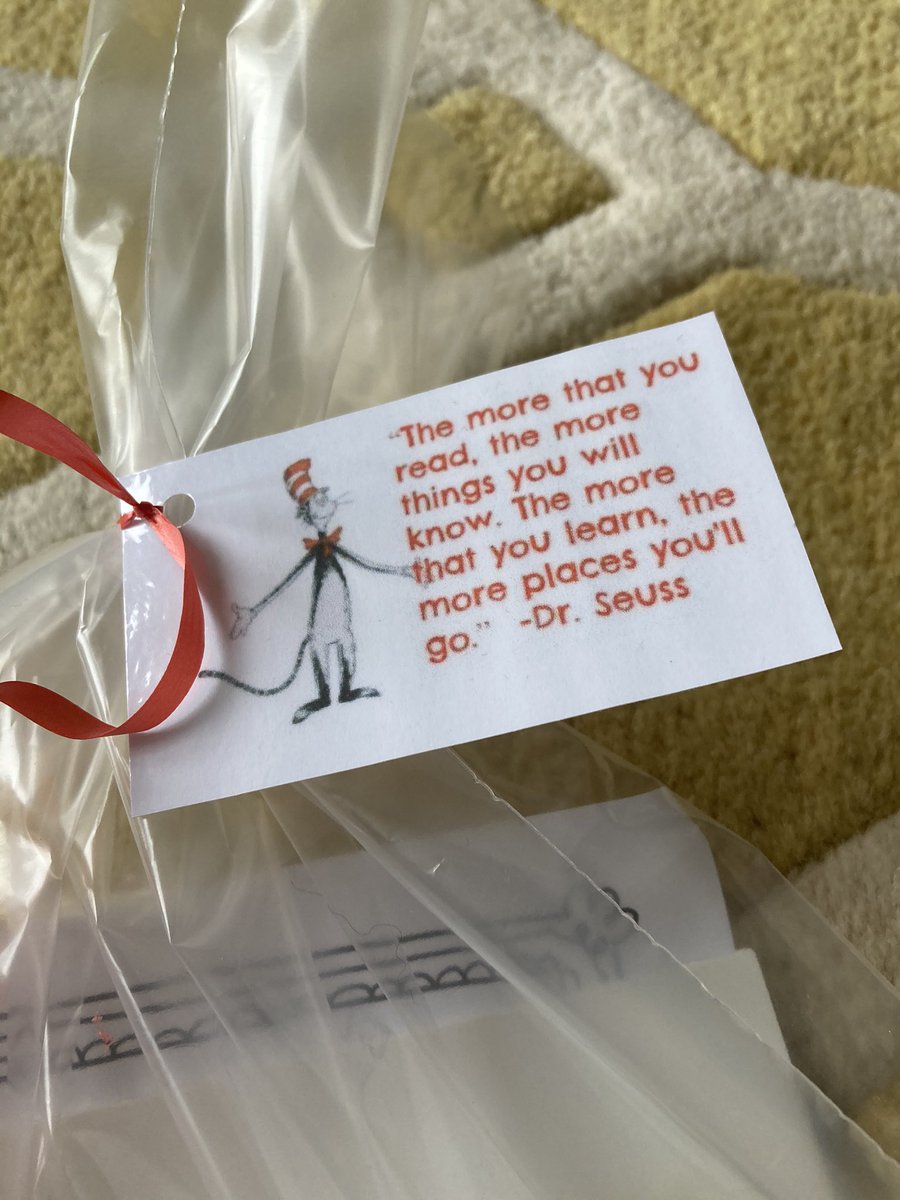 “The more that you
read, the more
things you will
know. The more
that you learn, the
more places you'll
go.” -Dr. Seuss